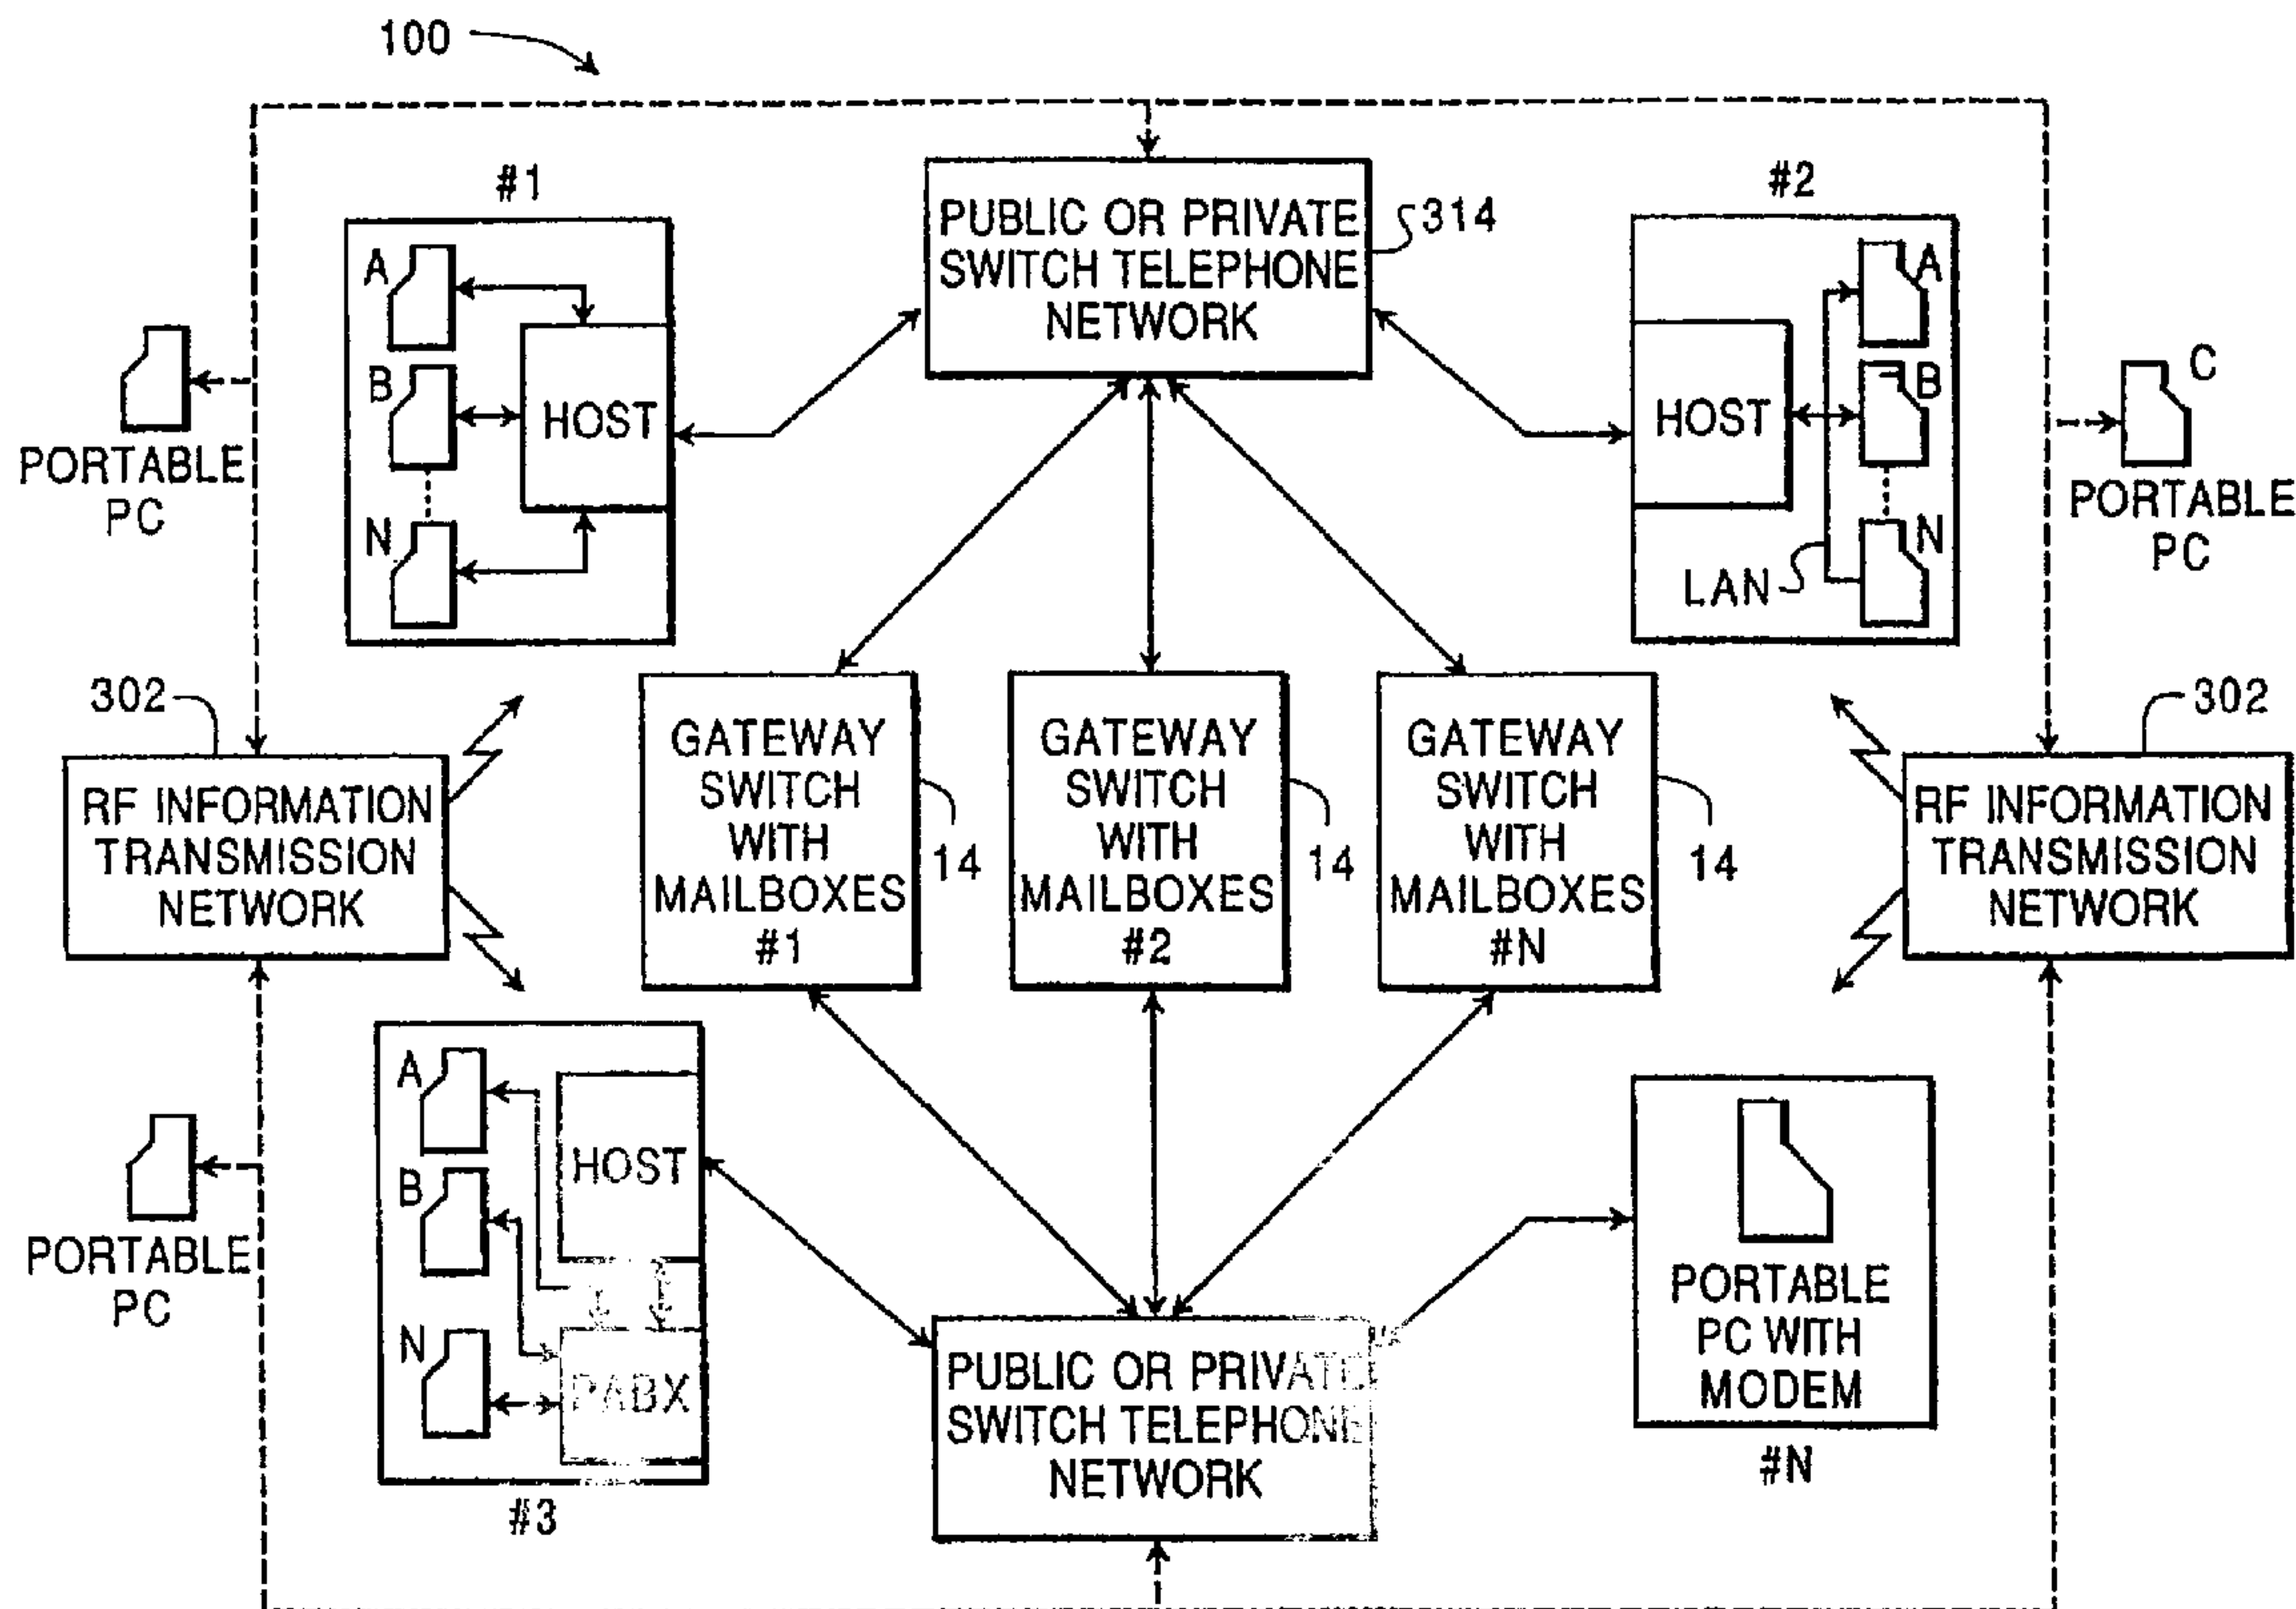 100
#1
PUBLIC OR PRIVATE
SWITCH TELEPHONE
NETWORK
314
#2
A
B
N
HOST
HOST
A
B
N
LAN
PORTABLE
PC
C
PORTABLE
PC
302
RF INFORMATION
TRANSMISSION
NETWORK
GATEWAY
SWITCH
WITH
MAILBOXES
#1
14
GATEWAY
SWITCH
WITH
MAILBOXES
#2
14
GATEWAY
SWITCH
WITH
MAILBOXES
#N
14
302
RF INFORMATION
TRANSMISSION
NETWORK
PORTABLE
PC
A
B
N
HOST
PABX
#3
PUBLIC OR PRIVATE
SWITCH TELEPHONE
NETWORK
PORTABLE
PC WITH
MODEM
#N